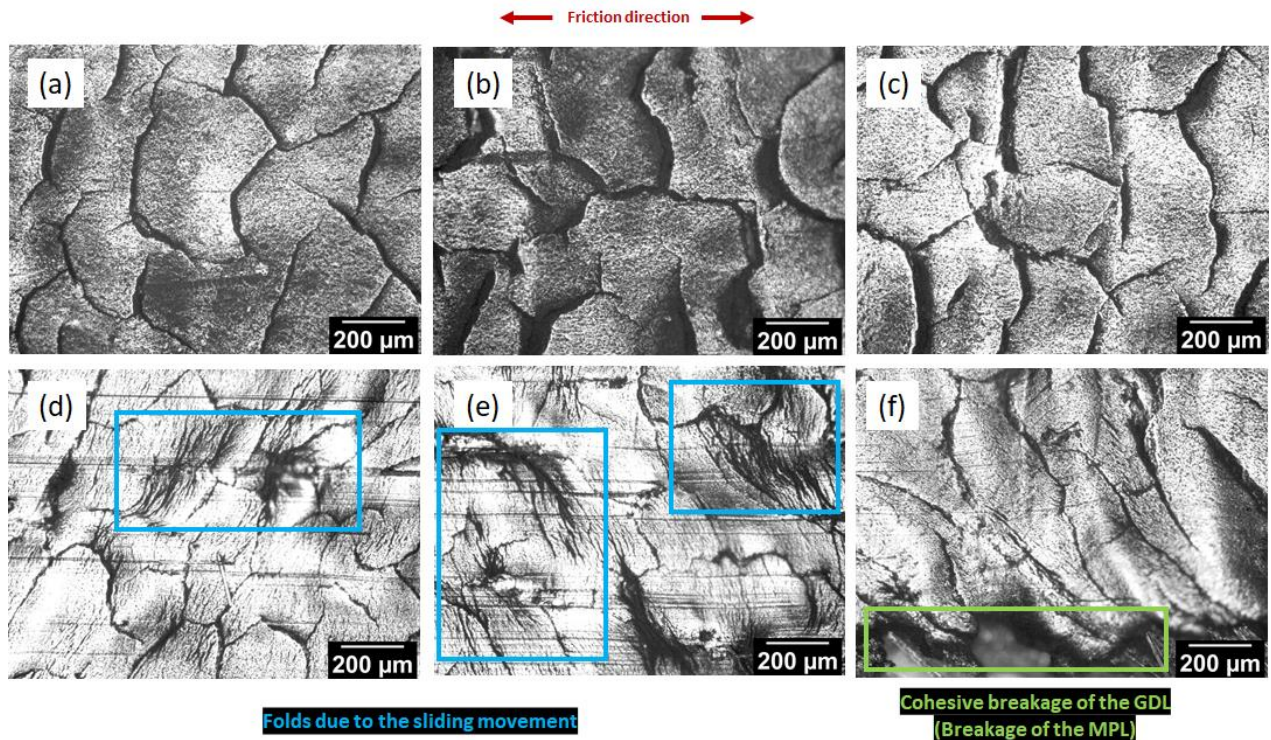 Friction direction
(a)
(b)
(c)
200 µm
200 µm
200 µm
(d)
(e)
(f)
200 µm
200 µm
200 µm
Folds due to the sliding movement
Cohesive breakage of the GDL
(Breakage of the MPL)